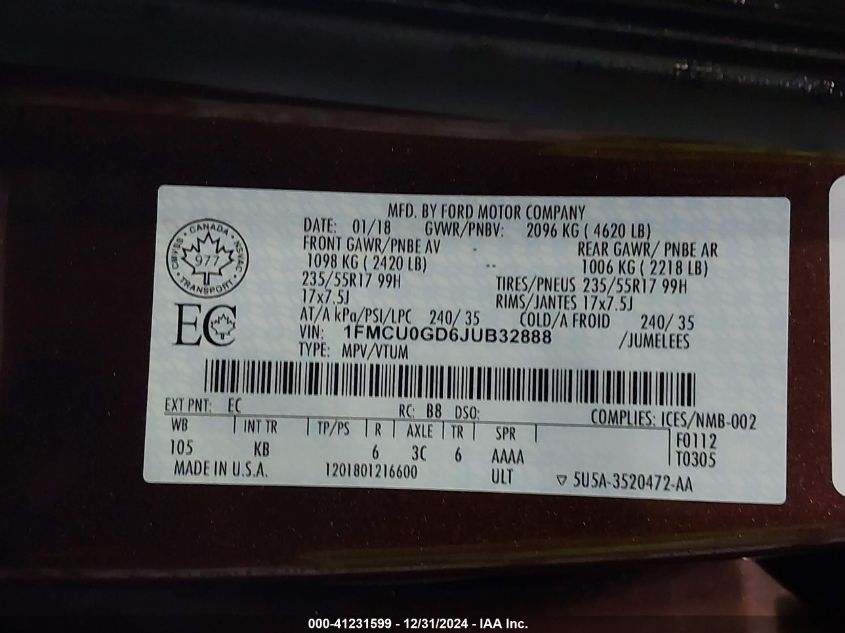 MFD. BY FORD MOTOR COMPANY
DATE: 01/18 GVWR/PNBV: 2096 KG ( 4620 LB)
FRONT GAWR/PNBE AV - REAR GAWR/ PNBE AR
1098 KG ( 2420 LB) -- 1006 KG ( 2218 LB)
235/55R17 99H TIRES/PNEUS 235/55R17 99H
17x7.5J RIMS/JANTES 17x7.5J
AT/A kPa/PSI/LPC 240/ 35 COLD/A FROID 240/ 35
VIN: 1FMCU0GD6JUB32888 /JUMELEES
TYPE: MPV/VTUM
CANADA
CMVSS NSVAC
977
TRANSPORT
EC
EXT PNT: EC RC: B8 DSO: COMPLIES: ICES/NMB-002
WB INT TR TP/PS R AXLE TR SPR F0112
105 KB 6 3C 6 AAAA T0305
MADE IN U.S.A. 1201801216600 ULT ▽ 5U5A-3520472-AA
000-41231599 - 12/31/2024 - IAA Inc.